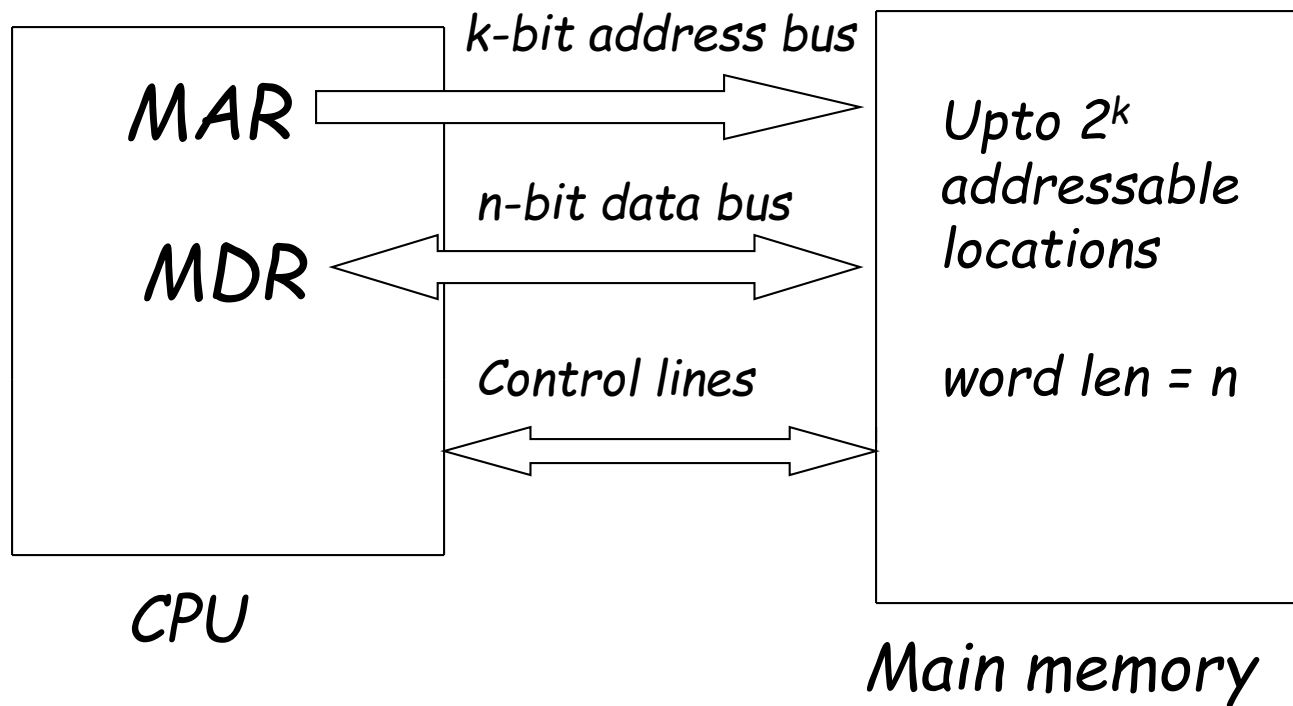 k-bit address bus
MAR
n-bit data bus
MDR
Control lines
CPU
Upto 2ᵏ
addressable
locations
word len = n
Main memory